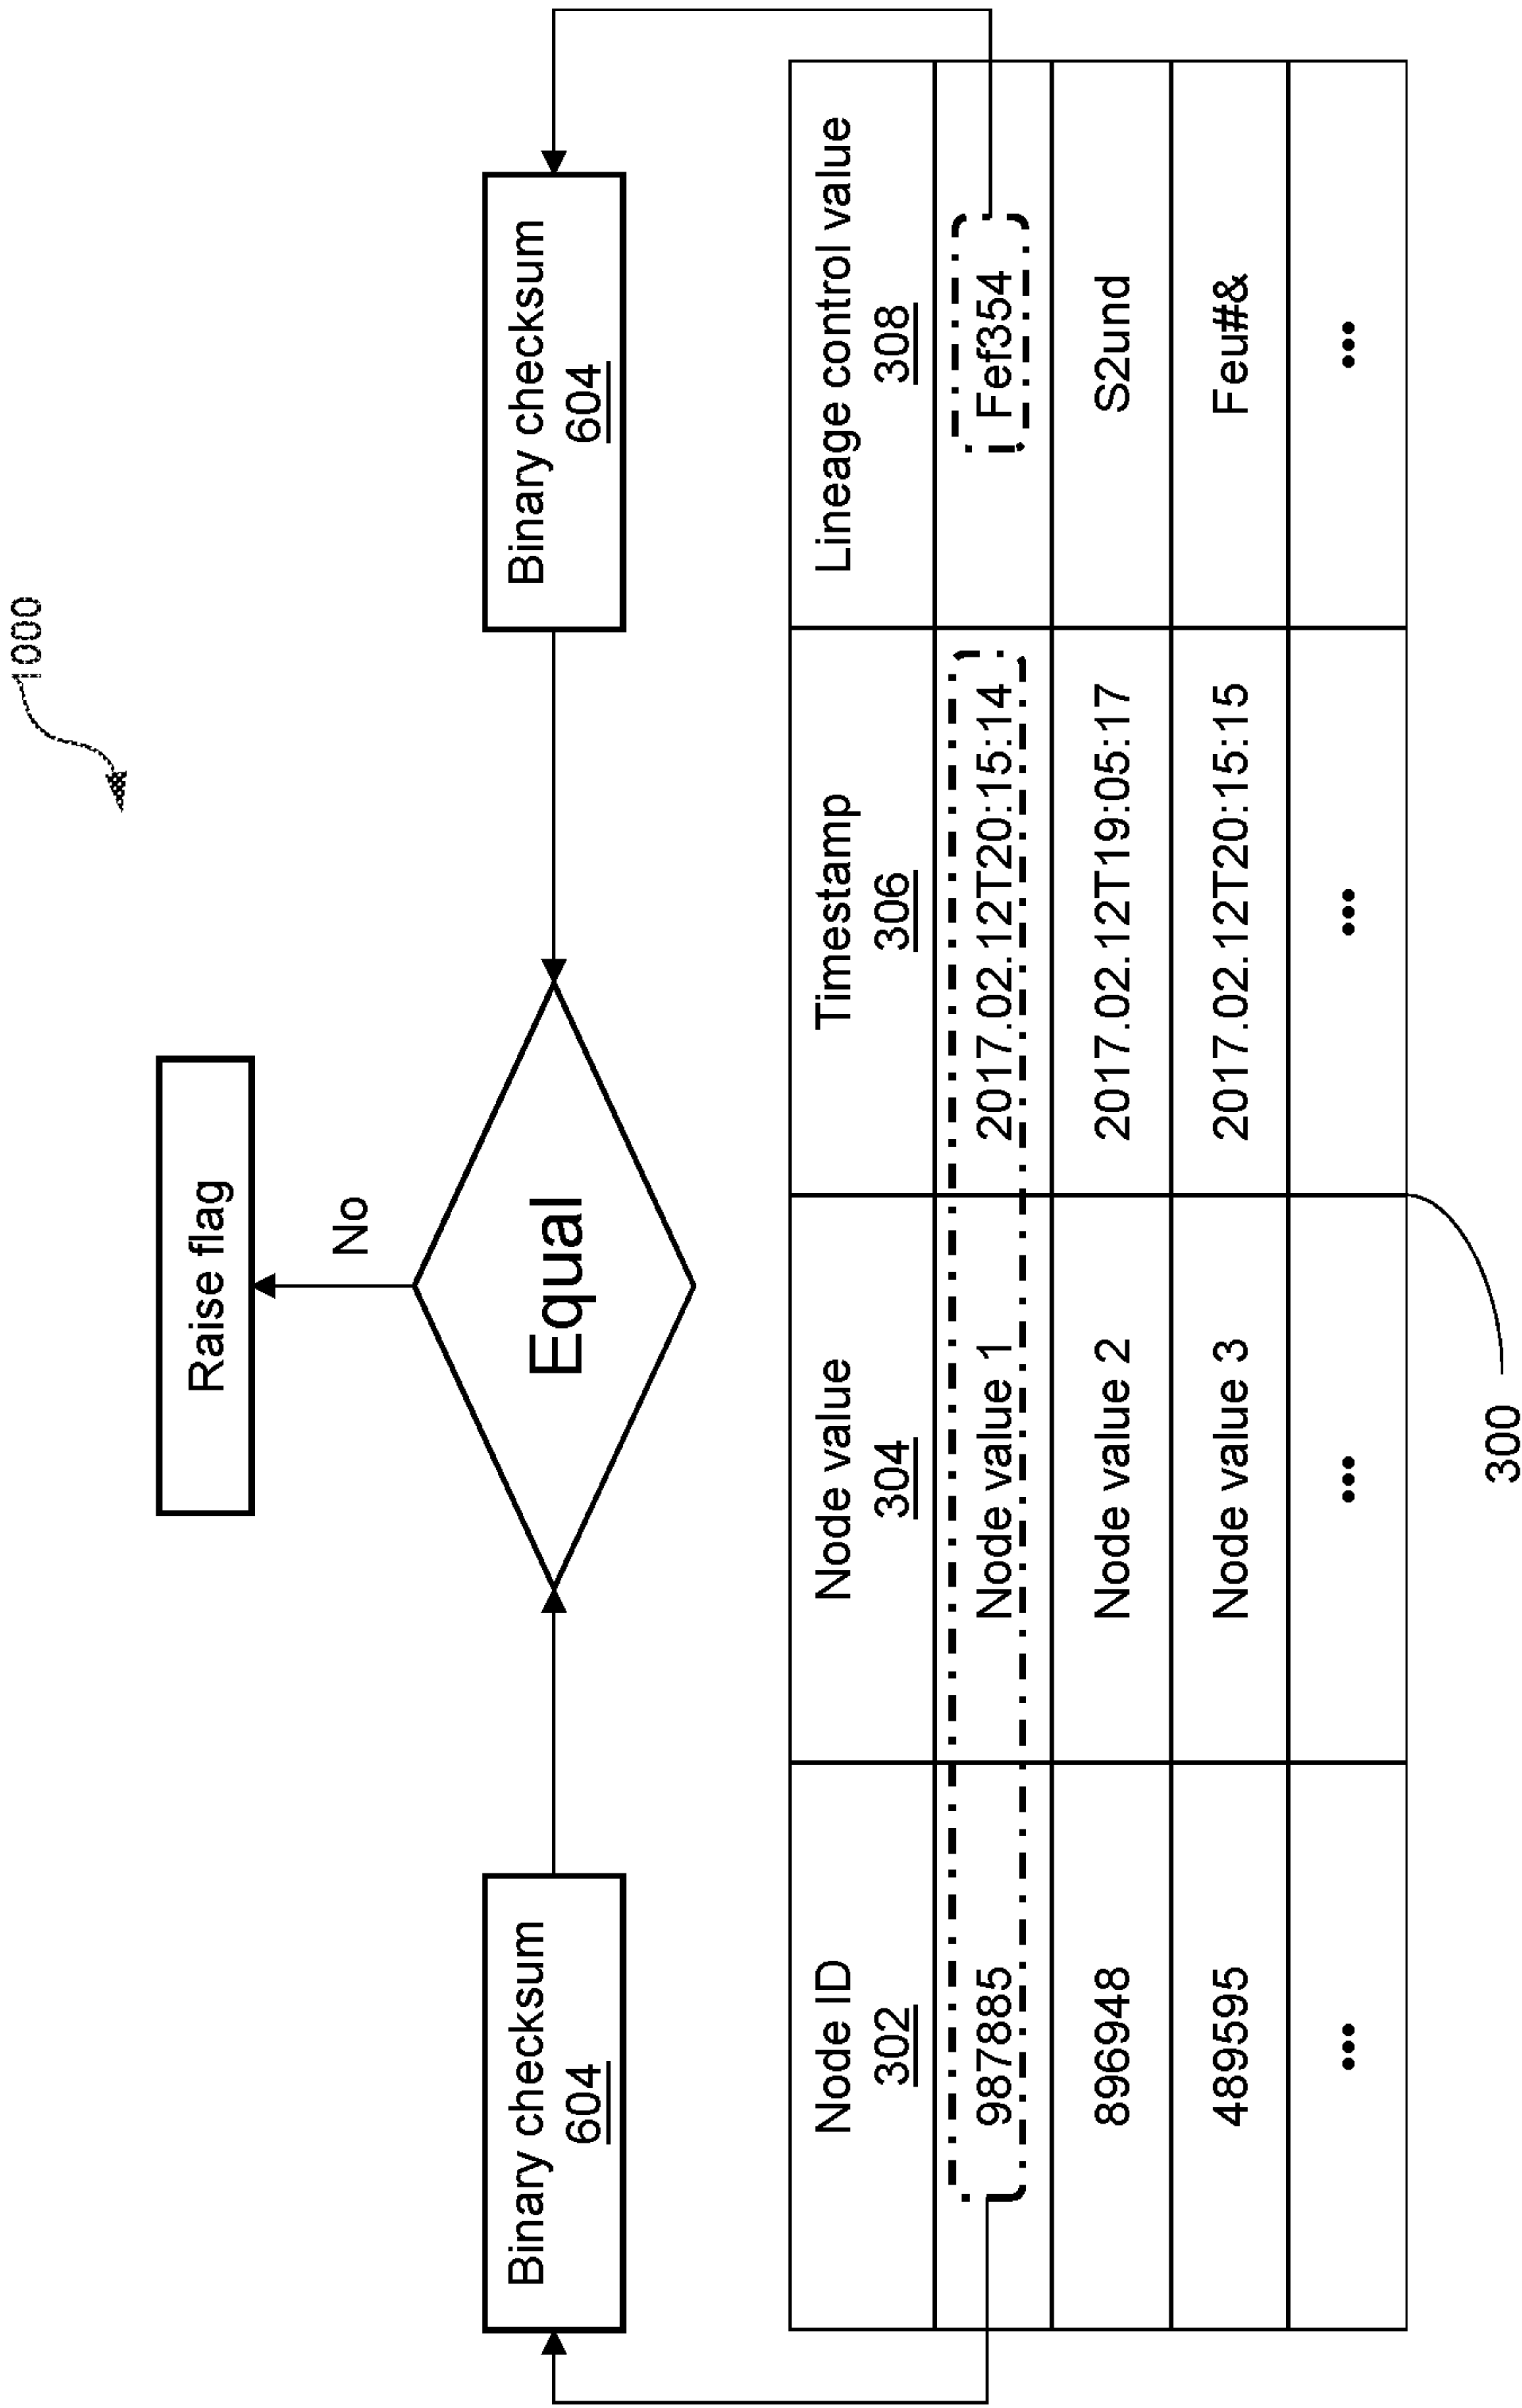 1000
Raise flag
No
Binary checksum
604
Equal
Binary checksum
604
Node ID
302
Node value
304
Timestamp
306
Lineage control value
308
987885
Node value 1
2017.02.12T20:15:14
Fef354
896948
Node value 2
2017.02.12T19:05:17
S2und
489595
Node value 3
2017.02.12T20:15:15
Feu#&
...
...
...
...
300